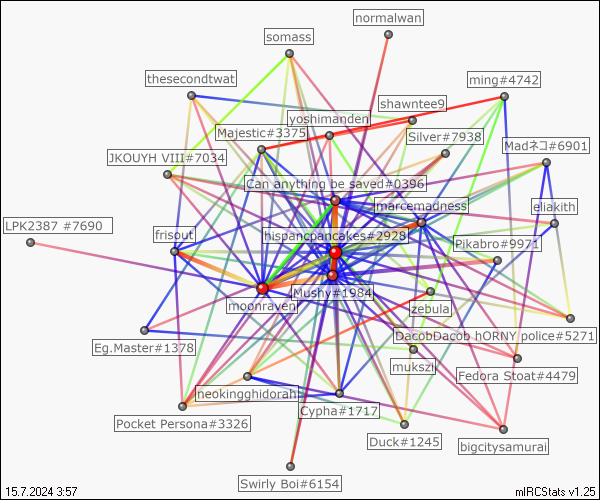 normalwan
somass
thesecondtwat
ming#4742
shawntee9
yoshimanden
Majestic#3375
Silver#7938
Madネコ#6901
JKOUYH VIII#7034
Can anything be saved#0396
marcemadness
eliakith
LPK2387 #7690
frisout
hispancpancakes#2928
Pikabro#9971
Mushy#1984
moonraven
zebula
DacobDacob hORNY police#5271
Eg.Master#1378
mukszi
Fedora Stoat#4479
neokingghidorah
Cypha#1717
Pocket Persona#3326
Duck#1245
bigcitysamurai
Swirly Boi#6154
15.7.2024 3:57
mIRCStats v1.25